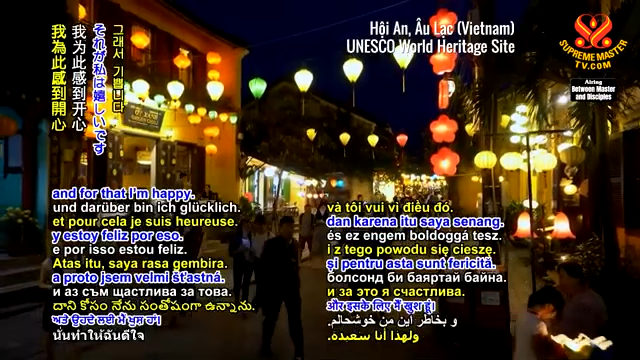 Hội An, Âu Lạc (Vietnam)
UNESCO World Heritage Site
SUPREME MASTER
TV.COM
Airing
Between Master
and Disciples
我為此感到開心
我为此感到开心
それが私は嬉しいです
그래서 기쁩니다
and for that I'm happy.
und darüber bin ich glücklich.
et pour cela je suis heureuse.
y estoy feliz por eso.
e por isso estou feliz.
Atas itu, saya rasa gembira.
a proto jsem velmi šťastná.
и аз съм щастлива за това.
దాని కోసం నేను సంతోషంగా ఉన్నాను.
ਅਤੇ ਉਹਦੇ ਲਈ ਮੈਂ ਖੁਸ਼ ਹਾਂ।
นั่นทำให้ฉันดีใจ
và tôi vui vì điều đó.
dan karena itu saya senang.
és ez engem boldoggá tesz.
i z tego powodu się cieszę.
și pentru asta sunt fericită.
болсонд би баяртай байна.
и за это я счастлива.
और इसके लिए मैं खुश हूं।
و بخاطر این من خوشحالم.
ولهذا أنا سعيدة.